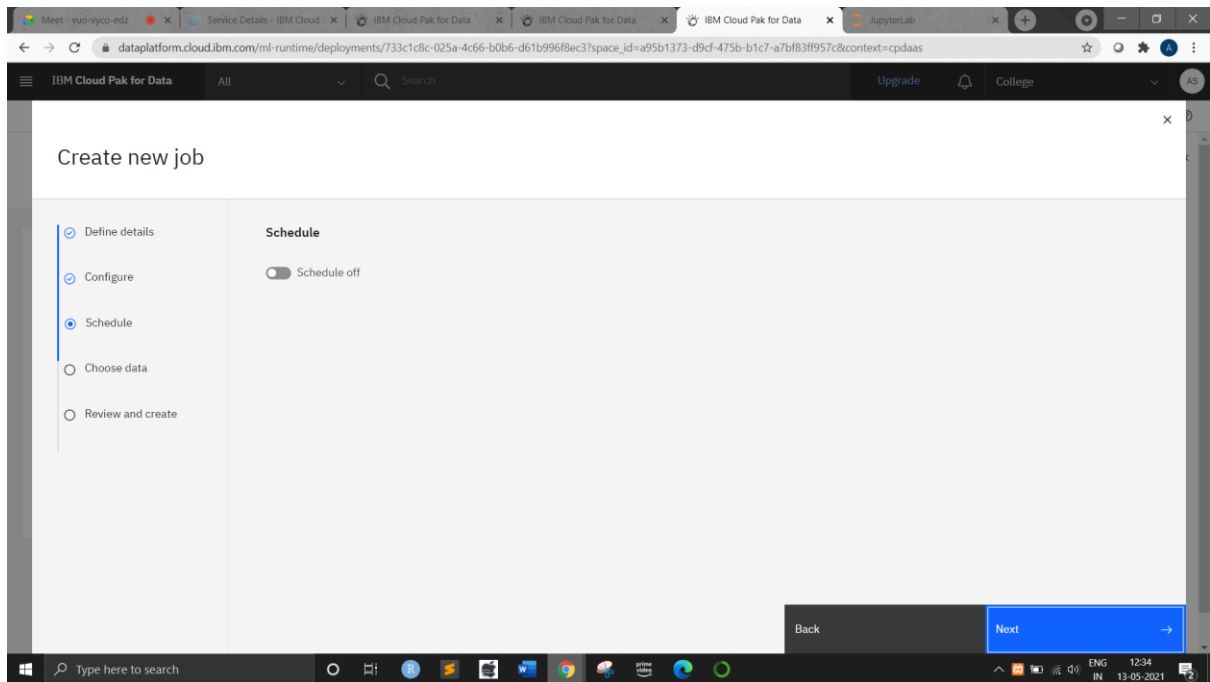 Meet - vuo-vyco-edz
Service Details - IBM Cloud
IBM Cloud Pak for Data
IBM Cloud Pak for Data
IBM Cloud Pak for Data
JupyterLab
dataplatform.cloud.ibm.com/ml-runtime/deployments/733c1c8c-025a-4c66-b0b6-d61b996f8ec3?space_id=a95b1373-d9cf-475b-b1c7-a7bf83ff957c&context=cpdaas
A
IBM Cloud Pak for Data
All
Search
Upgrade
College
AS
Create new job
Define details
Configure
Schedule
Choose data
Review and create
Schedule
Schedule off
Back
Next
Type here to search
R
W
prime video
ENG
IN
12:34
13-05-2021
2